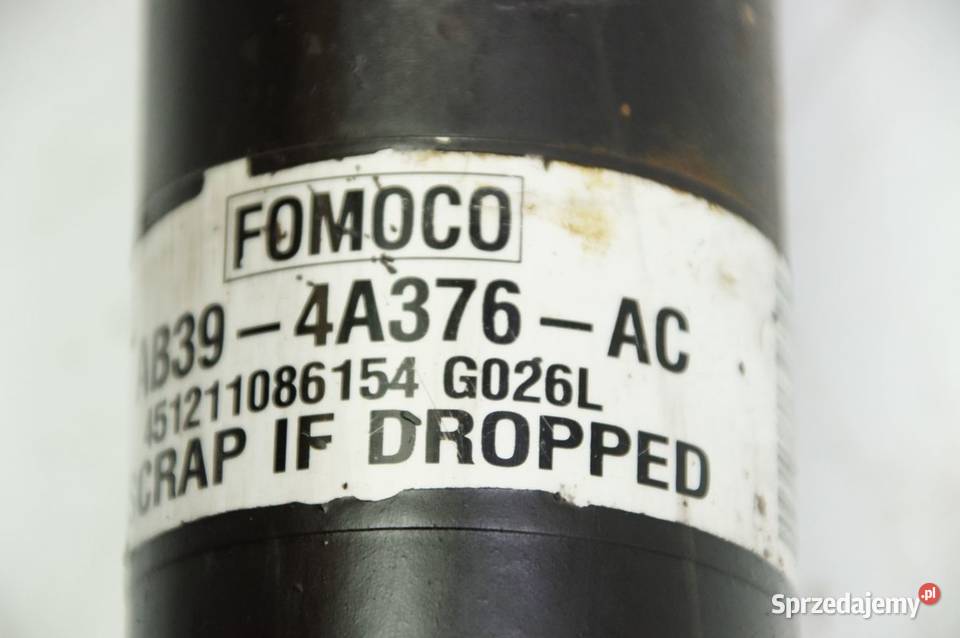 FOMOCO
AB39-4A376-AC
451211086154 G026L
SCRAP IF DROPPED
Sprzedajemy.pl